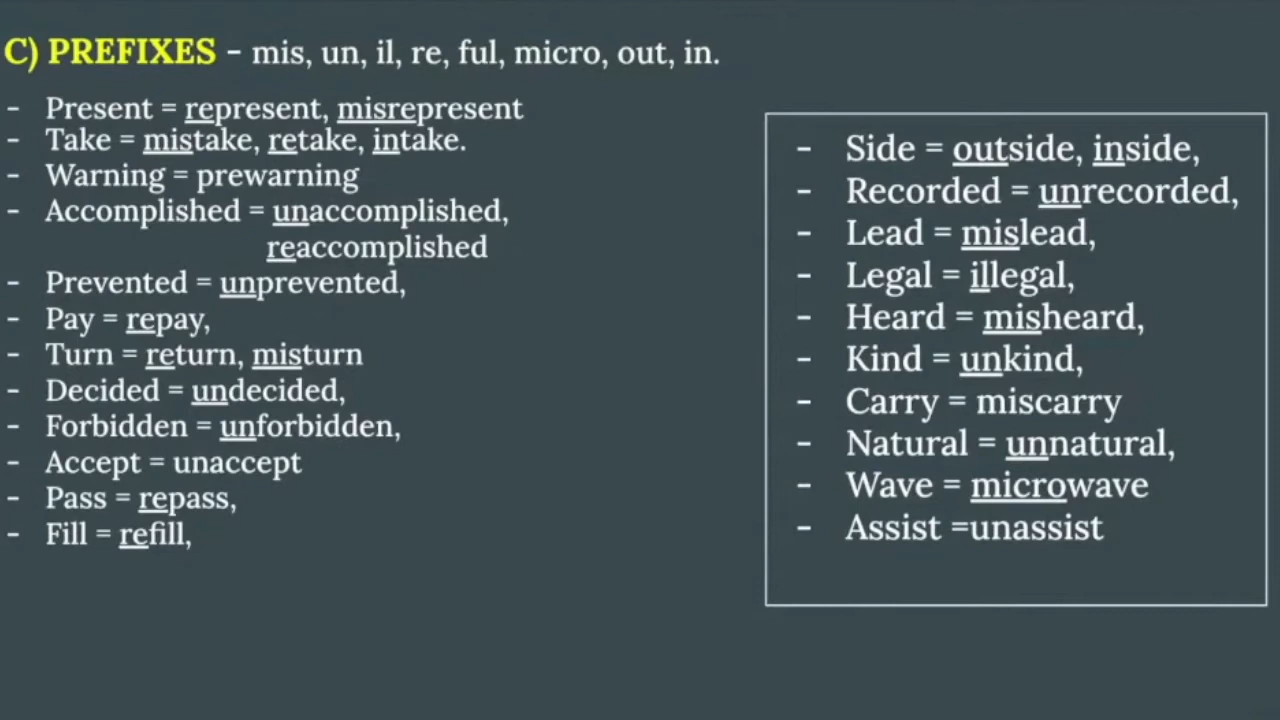 C) PREFIXES - mis, un, il, re, ful, micro, out, in.
- Present = represent, misrepresent
- Take = mistake, retake, intake.
- Warning = prewarning
- Accomplished = unaccomplished,
reaccomplished
- Prevented = unprevented,
- Pay = repay,
- Turn = return, misturn
- Decided = undecided,
- Forbidden = unforbidden,
- Accept = unaccept
- Pass = repass,
- Fill = refill,
- Side = outside, inside,
- Recorded = unrecorded,
- Lead = mislead,
- Legal = illegal,
- Heard = misheard,
- Kind = unkind,
- Carry = miscarry
- Natural = unnatural,
- Wave = microwave
- Assist =unassist